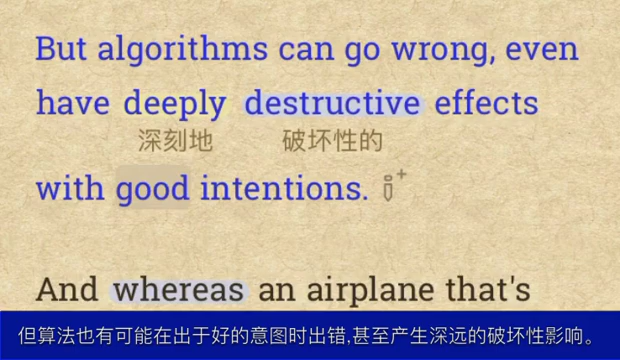 But algorithms can go wrong, even
have deeply destructive effects
深刻地 破坏性的
with good intentions.
And whereas an airplane that's
但算法也有可能在出于好的意图时出错,甚至产生深远的破坏性影响。